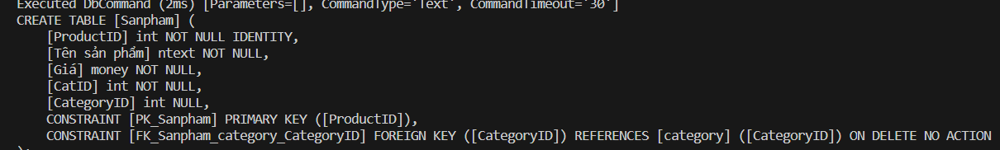 Executed DbCommand (2ms) [Parameters=[], CommandType='Text', CommandTimeout='30']
CREATE TABLE [Sanpham] (
[ProductID] int NOT NULL IDENTITY,
[Tên sản phẩm] ntext NOT NULL,
[Giá] money NOT NULL,
[CatID] int NOT NULL,
[CategoryID] int NULL,
CONSTRAINT [PK_Sanpham] PRIMARY KEY ([ProductID]),
CONSTRAINT [FK_Sanpham_category_CategoryID] FOREIGN KEY ([CategoryID]) REFERENCES [category] ([CategoryID]) ON DELETE NO ACTION
);